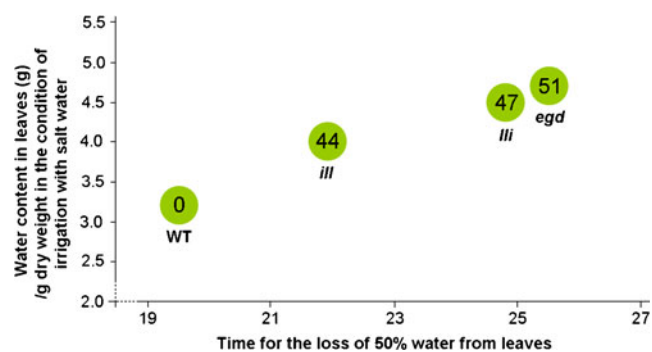 Water content in leaves (g)
/g dry weight in the condition of
irrigation with salt water
5.5
5.0
4.5
4.0
3.5
3.0
2.5
2.0
51
egd
47
lli
44
ill
0
WT
19
21
23
25
27
Time for the loss of 50% water from leaves